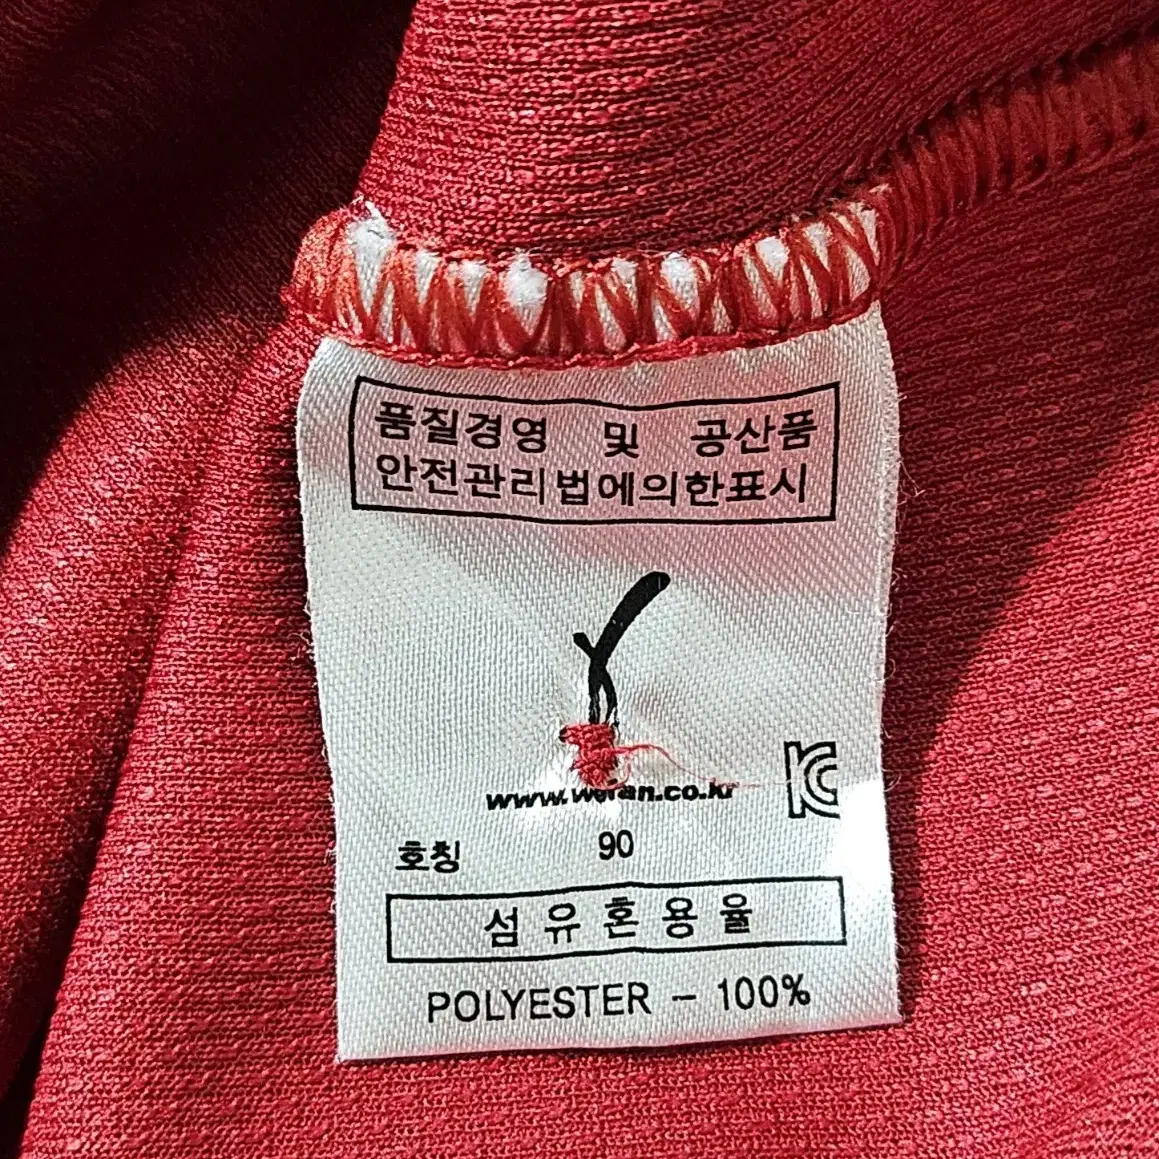 품질경영 및 공산품
안전관리법에의한표시
KC
호칭 90
섬유혼용율
POLYESTER - 100%